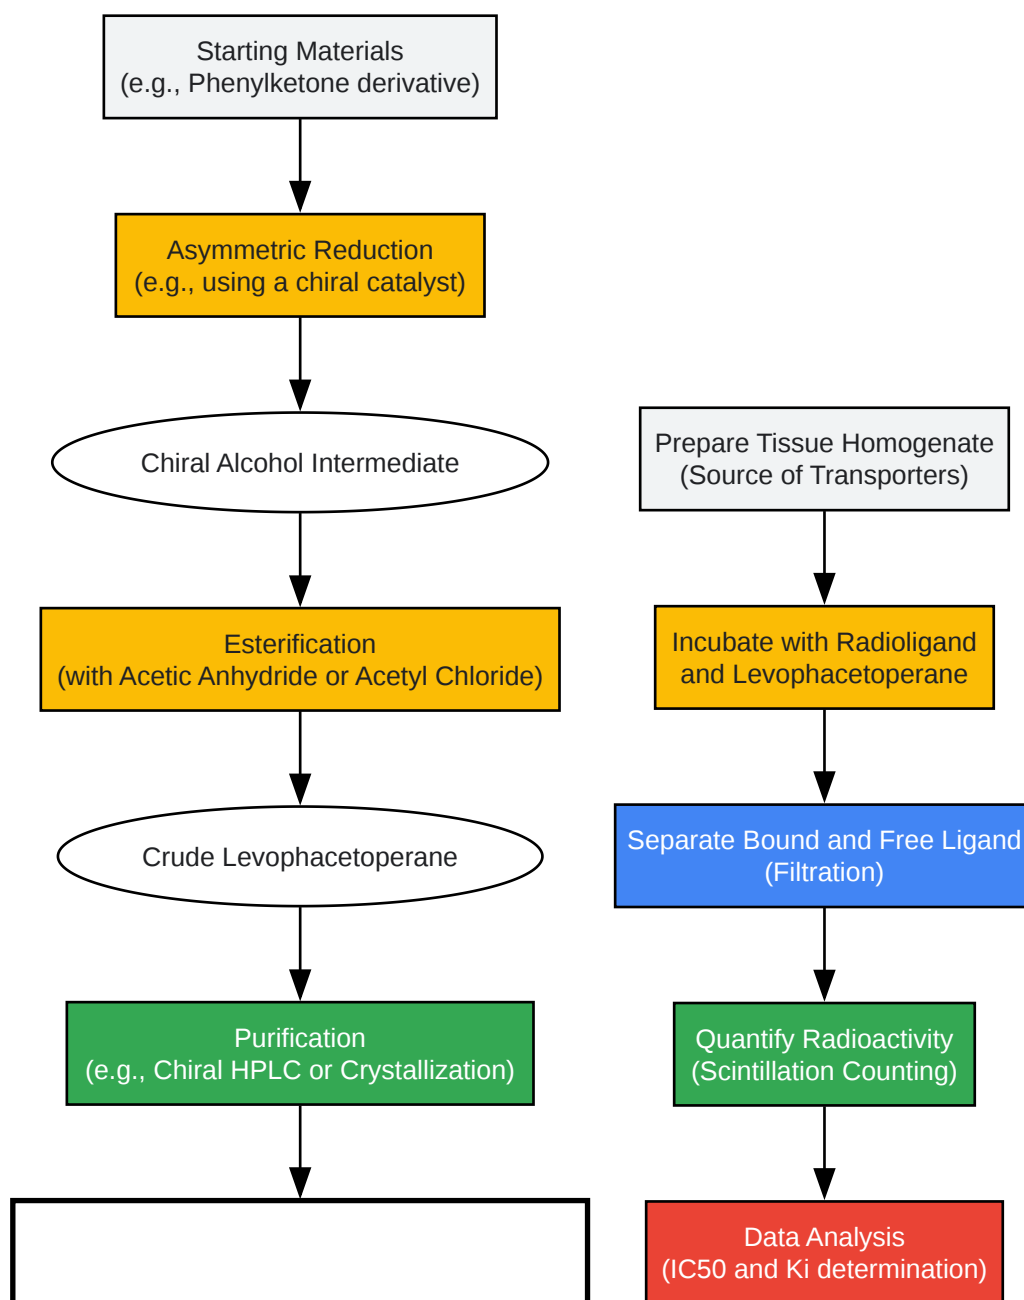 Starting Materials
(e.g., Phenylketone derivative)
Asymmetric Reduction
(e.g., using a chiral catalyst)
Chiral Alcohol Intermediate
Esterification
(with Acetic Anhydride or Acetyl Chloride)
Crude Levophacetoperane
Purification
(e.g., Chiral HPLC or Crystallization)
Prepare Tissue Homogenate
(Source of Transporters)
Incubate with Radioligand
and Levophacetoperane
Separate Bound and Free Ligand
(Filtration)
Quantify Radioactivity
(Scintillation Counting)
Data Analysis
(IC50 and Ki determination)